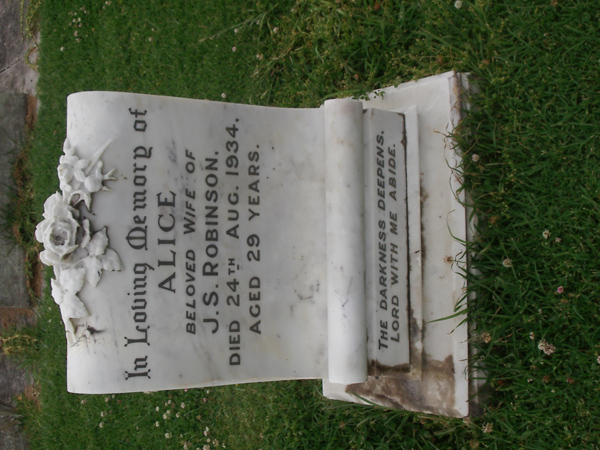 In Loving Memory of
ALICE
BELOVED WIFE OF
J.S. ROBINSON.
DIED 24TH AUG. 1934.
AGED 29 YEARS.
THE DARKNESS DEEPENS.
LORD WITH ME ABIDE.